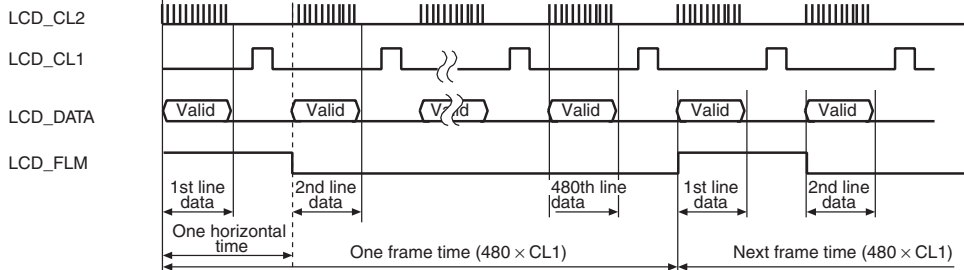 LCD_CL2
LCD_CL1
LCD_DATA
Valid Valid Valid Valid Valid Valid
LCD_FLM
1st line data
2nd line data
480th line data
1st line data
2nd line data
One horizontal time
One frame time (480 × CL1)
Next frame time (480 × CL1)